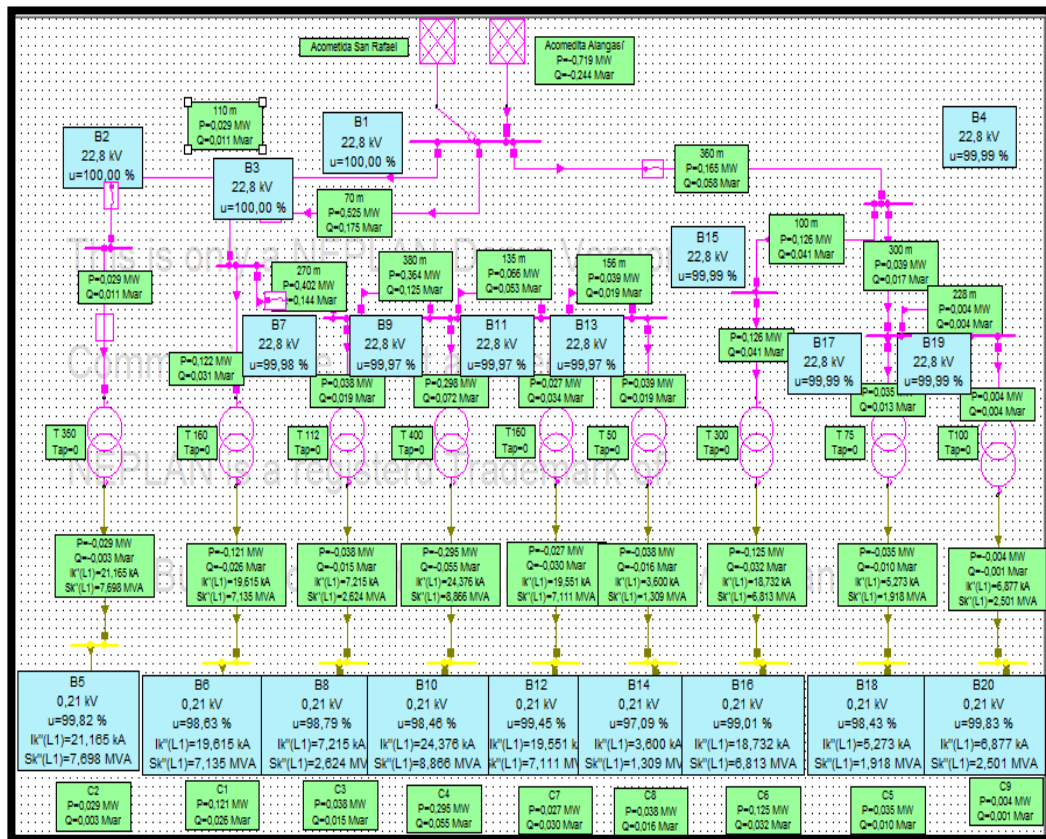 Acometida San Rafael
Acomedita Alangasí
P=-0,719 MW
Q=-0,244 Mvar
110 m
P=0,029 MW
Q=0,011 Mvar
B1
22,8 kV
u=100,00 %
B4
22,8 kV
u=99,99 %
B2
22,8 kV
u=100,00 %
B3
22,8 kV
u=100,00 %
360 m
P=0,165 MW
Q=0,058 Mvar
70 m
P=0,525 MW
Q=0,175 Mvar
100 m
P=0,126 MW
Q=0,041 Mvar
B15
22,8 kV
u=99,99 %
300 m
P=0,039 MW
Q=0,017 Mvar
This is only a NEPLAN
P=0,029 MW
Q=0,011 Mvar
270 m
P=0,402 MW
Q=0,144 Mvar
380 m
P=0,364 MW
Q=0,125 Mvar
135 m
P=0,066 MW
Q=0,053 Mvar
156 m
P=0,039 MW
Q=0,019 Mvar
228 m
P=0,004 MW
Q=0,004 Mvar
B7
22,8 kV
u=99,98 %
B9
22,8 kV
u=99,97 %
B11
22,8 kV
u=99,97 %
B13
22,8 kV
u=99,97 %
P=0,126 MW
Q=0,041 Mvar
B17
22,8 kV
u=99,99 %
B19
22,8 kV
u=99,99 %
P=0,122 MW
Q=0,031 Mvar
P=0,038 MW
Q=0,019 Mvar
P=0,298 MW
Q=0,072 Mvar
P=0,027 MW
Q=0,034 Mvar
P=0,039 MW
Q=0,019 Mvar
P=0,035 MW
Q=0,013 Mvar
P=0,004 MW
Q=0,004 Mvar
T 350
Tap=0
T 160
Tap=0
T 112
Tap=0
T 400
Tap=0
T160
Tap=0
T 50
Tap=0
T 300
Tap=0
T 75
Tap=0
T100
Tap=0
NEPLAN is a registerd Trademark of:
P=-0,029 MW
Q=-0,003 Mvar
Ik"(L1)=21,165 kA
Sk"(L1)=7,698 MVA
P=-0,121 MW
Q=-0,026 Mvar
Ik"(L1)=19,615 kA
Sk"(L1)=7,135 MVA
P=-0,038 MW
Q=-0,015 Mvar
Ik"(L1)=7,215 kA
Sk"(L1)=2,624 MVA
P=-0,295 MW
Q=-0,055 Mvar
Ik"(L1)=24,376 kA
Sk"(L1)=8,866 MVA
P=-0,027 MW
Q=-0,030 Mvar
Ik"(L1)=19,551 kA
Sk"(L1)=7,111 MVA
P=-0,038 MW
Q=-0,016 Mvar
Ik"(L1)=3,600 kA
Sk"(L1)=1,309 MVA
P=-0,125 MW
Q=-0,032 Mvar
Ik"(L1)=18,732 kA
Sk"(L1)=6,813 MVA
P=-0,035 MW
Q=-0,010 Mvar
Ik"(L1)=5,273 kA
Sk"(L1)=1,918 MVA
P=-0,004 MW
Q=-0,001 Mvar
Ik"(L1)=6,877 kA
Sk"(L1)=2,501 MVA
B5
0,21 kV
u=99,82 %
Ik"(L1)=21,165 kA
Sk"(L1)=7,698 MVA
B6
0,21 kV
u=98,63 %
Ik"(L1)=19,615 kA
Sk"(L1)=7,135 MVA
B8
0,21 kV
u=98,79 %
Ik"(L1)=7,215 kA
Sk"(L1)=2,624 MVA
B10
0,21 kV
u=98,46 %
Ik"(L1)=24,376 kA
Sk"(L1)=8,866 MVA
B12
0,21 kV
u=99,45 %
Ik"(L1)=19,551 k
Sk"(L1)=7,111 MV
B14
0,21 kV
u=97,09 %
Ik"(L1)=3,600 kA
Sk"(L1)=1,309 MVA
B16
0,21 kV
u=99,01 %
Ik"(L1)=18,732 kA
Sk"(L1)=6,813 MVA
B18
0,21 kV
u=98,43 %
Ik"(L1)=5,273 kA
Sk"(L1)=1,918 MVA
B20
0,21 kV
u=99,83 %
Ik"(L1)=6,877 kA
Sk"(L1)=2,501 MVA
C2
P=0,029 MW
Q=0,003 Mvar
C1
P=0,121 MW
Q=0,026 Mvar
C3
P=0,038 MW
Q=0,015 Mvar
C4
P=0,295 MW
Q=0,055 Mvar
C7
P=0,027 MW
Q=0,030 Mvar
C8
P=0,038 MW
Q=0,016 Mvar
C6
P=0,125 MW
Q=0,032 Mvar
C5
P=0,035 MW
Q=0,010 Mvar
C9
P=0,004 MW
Q=0,001 Mvar